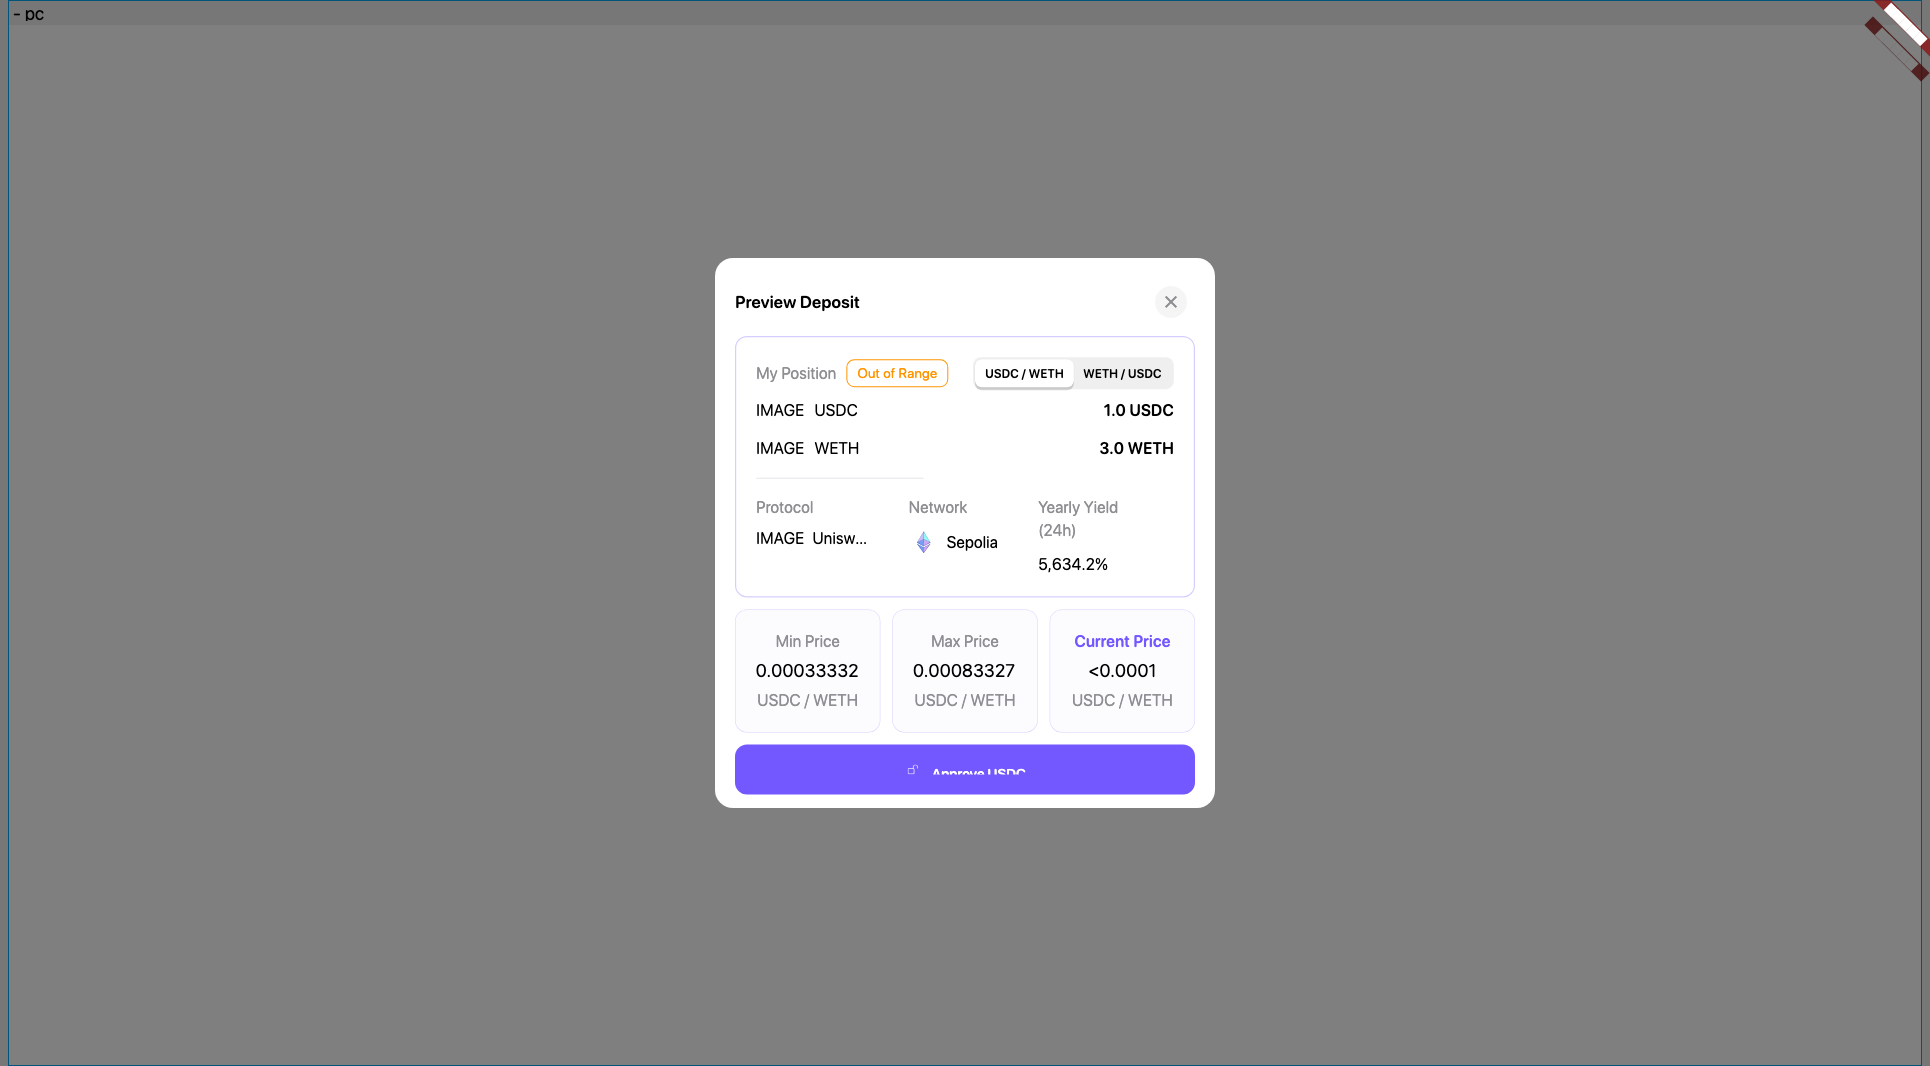 - pc
Preview Deposit
My Position Out of Range USDC / WETH WETH / USDC
IMAGE USDC 1.0 USDC
IMAGE WETH 3.0 WETH
Protocol Network Yearly Yield
(24h)
IMAGE Unisw... Sepolia
5,634.2%
Min Price Max Price Current Price
0.00033332 0.00083327 <0.0001
USDC / WETH USDC / WETH USDC / WETH
Approve USDC